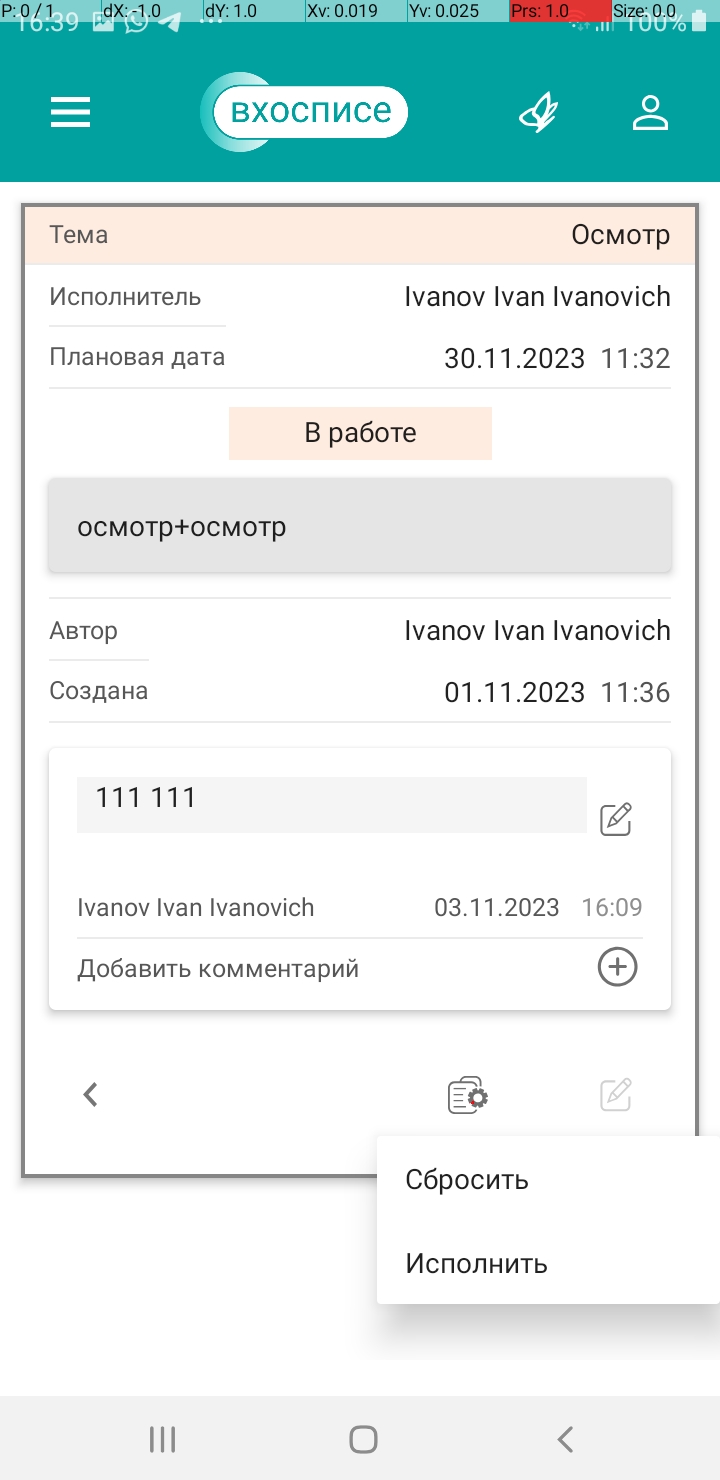 P: 0 / 1 dX: -1.0 dY: 1.0 Xv: 0.019 Yv: 0.025 Prs: 1.0 Size: 0.0
16:39 100%
вхосписе
Тема Осмотр
Исполнитель Ivanov Ivan Ivanovich
Плановая дата 30.11.2023 11:32
В работе
осмотр+осмотр
Автор Ivanov Ivan Ivanovich
Создана 01.11.2023 11:36
111 111
Ivanov Ivan Ivanovich 03.11.2023 16:09
Добавить комментарий
Сбросить
Исполнить